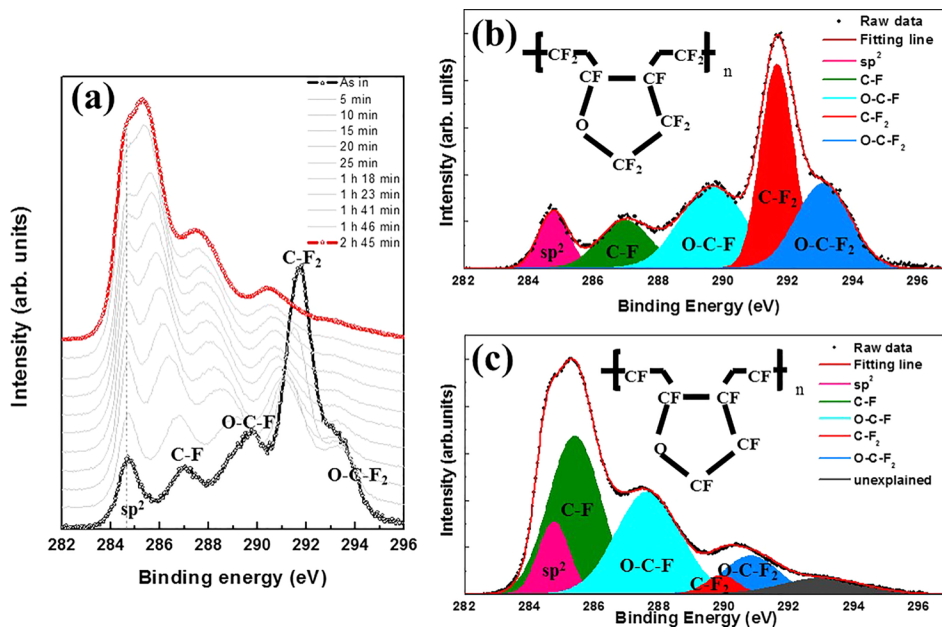 (a)
As in
5 min
10 min
15 min
20 min
25 min
1 h 18 min
1 h 23 min
1 h 41 min
1 h 46 min
2 h 45 min
C-F2
O-C-F
C-F
O-C-F2
sp2
Intensity (arb. units)
282 284 286 288 290 292 294 296
Binding energy (eV)
(b)
Raw data
Fitting line
sp2
C-F
O-C-F
C-F2
O-C-F2
CF2 CF2 n
CF CF
O CF2
CF2
C-F2
sp2 C-F O-C-F O-C-F2
Intensity (arb. units)
282 284 286 288 290 292 294 296
Binding Energy (eV)
(c)
Raw data
Fitting line
sp2
C-F
O-C-F
C-F2
O-C-F2
unexplained
CF CF n
CF CF
O CF
CF
C-F
sp2 O-C-F C-F2 O-C-F2
Intensity (arb.units)
282 284 286 288 290 292 294 296
Binding Energy (eV)